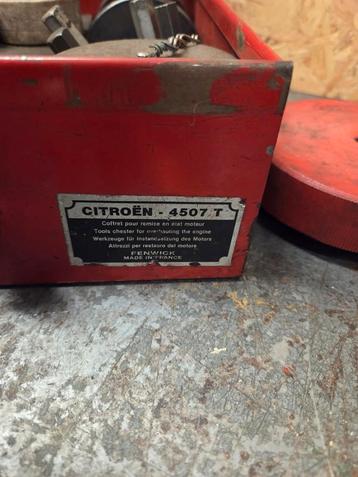 CITROËN - 4507 T
Coffret pour remise en etat moteur
Tools chester for overhauling the engine
Werkzeuge für Instandsetzung des Motors
Attrezzi per restauro del motore
FENWICK
MADE IN FRANCE